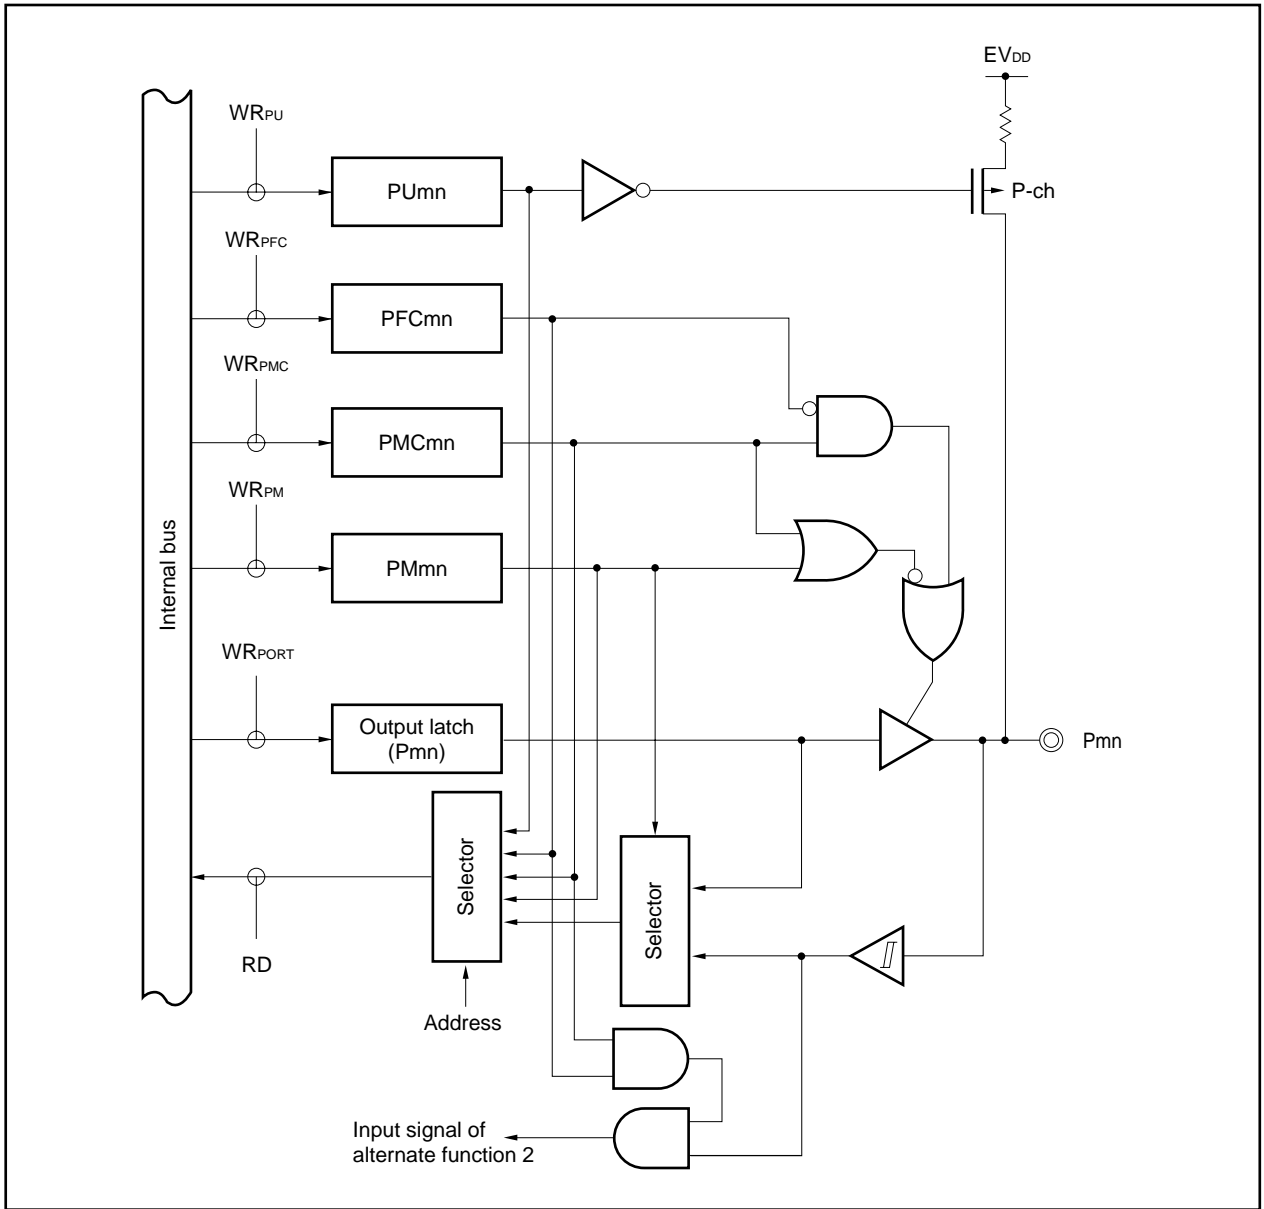 EVDD
WRPU
PUmn
P-ch
WRPFC
PFCmn
WRPMC
PMCmn
WRPM
PMmn
Internal bus
WRPORT
Output latch
(Pmn)
Pmn
Selector
Selector
RD
Address
Input signal of
alternate function 2